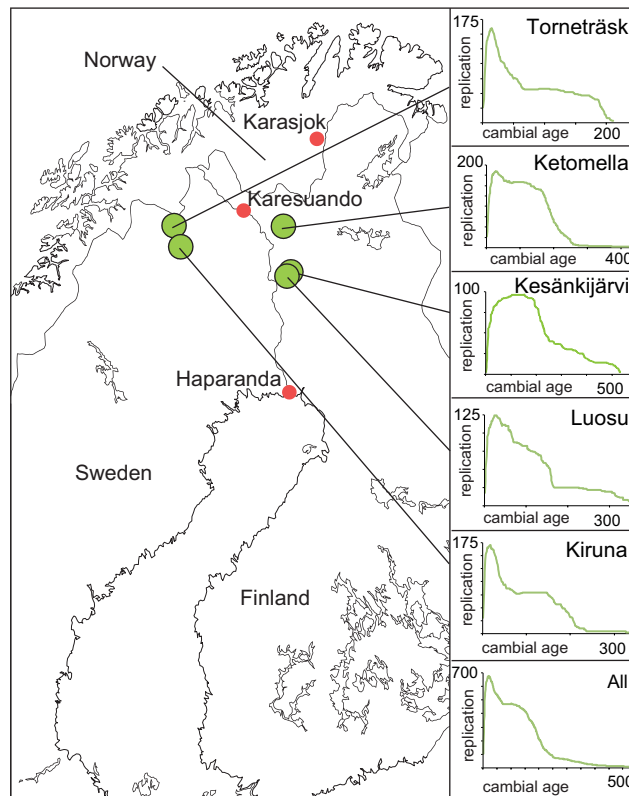 Norway
Karasjok
Karesuando
Haparanda
Sweden
Finland
175
Torneträsk
replication
cambial age
200
200
Ketomella
replication
cambial age
400
100
Kesänkijärvi
replication
cambial age
500
125
Luosu
replication
cambial age
300
175
Kiruna
replication
cambial age
300
700
All
replication
cambial age
500